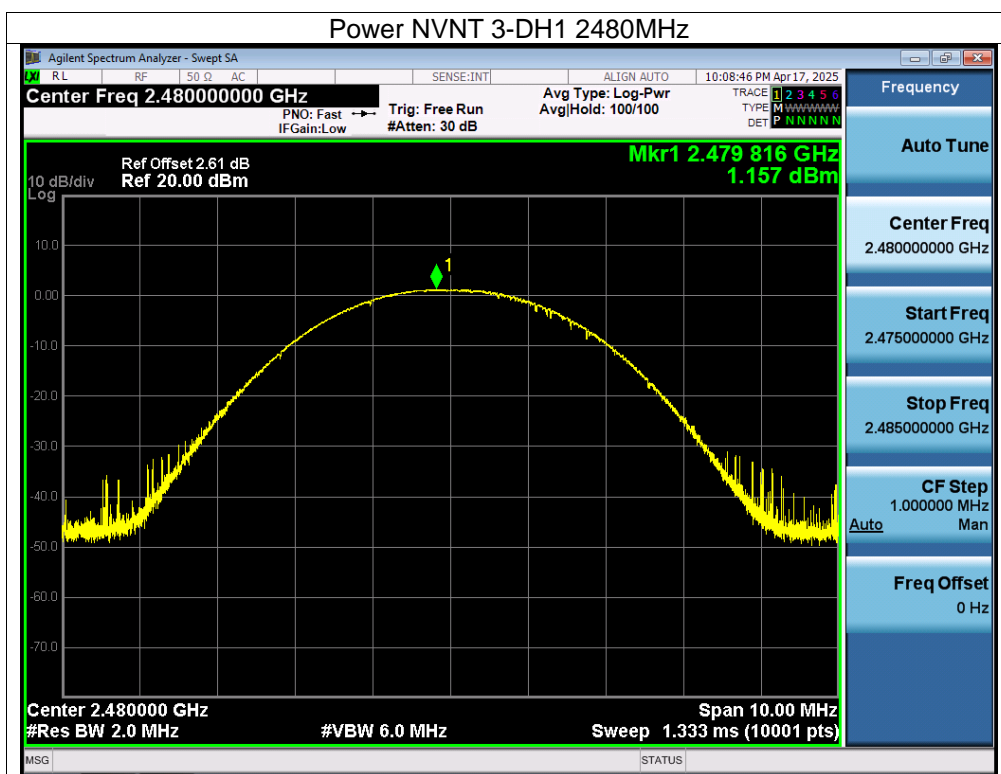 Power NVNT 3-DH1 2480MHz
Agilent Spectrum Analyzer - Swept SA
LXI RL RF 50 Ω AC SENSE:INT ALIGN AUTO 10:08:46 PM Apr 17, 2025
Center Freq 2.480000000 GHz
PNO: Fast
IFGain:Low
Trig: Free Run
#Atten: 30 dB
Avg Type: Log-Pwr
Avg|Hold: 100/100
TRACE 1 2 3 4 5 6
TYPE M WWWWW
DET P N N N N N
Mkr1 2.479 816 GHz
1.157 dBm
Ref Offset 2.61 dB
10 dB/div Ref 20.00 dBm
Log
10.0
0.00
-10.0
-20.0
-30.0
-40.0
-50.0
-60.0
-70.0
1
Center 2.480000 GHz Span 10.00 MHz
#Res BW 2.0 MHz #VBW 6.0 MHz Sweep 1.333 ms (10001 pts)
MSG STATUS
Frequency
Auto Tune
Center Freq
2.480000000 GHz
Start Freq
2.475000000 GHz
Stop Freq
2.485000000 GHz
CF Step
1.000000 MHz
Auto Man
Freq Offset
0 Hz